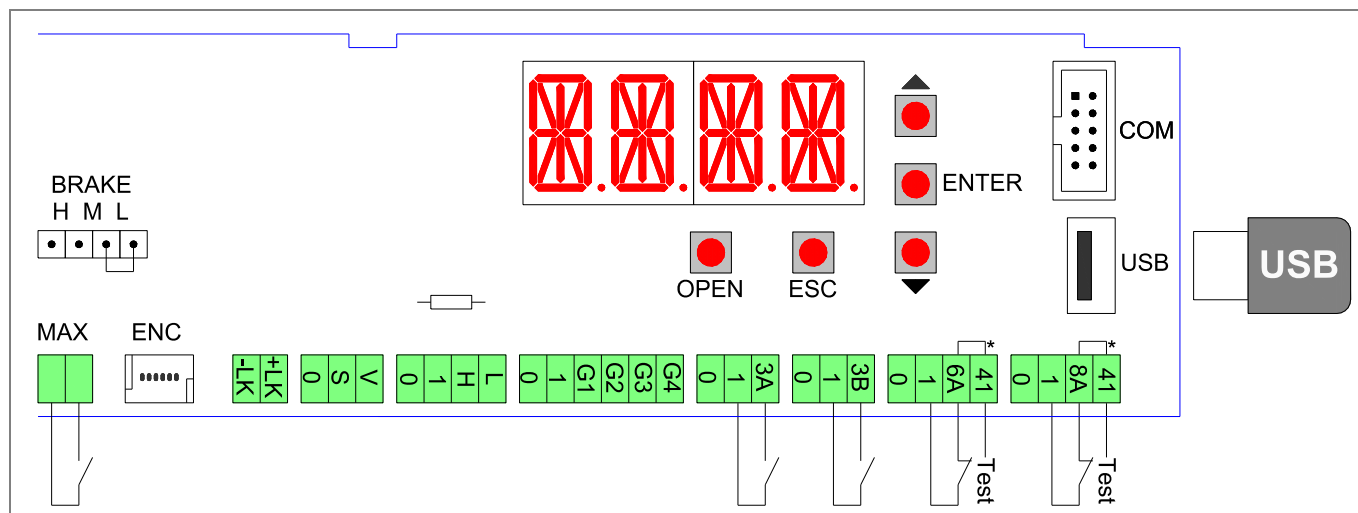 COM
BRAKE
H M L
ENTER
USB
USB
OPEN
ESC
MAX
ENC
-LK +LK
0 S V
0 1 H L
0 1 G1 G2 G3 G4
0 1 3A
0 1 3B
0 1 6A 41 *
0 1 8A 41 *
Test
Test